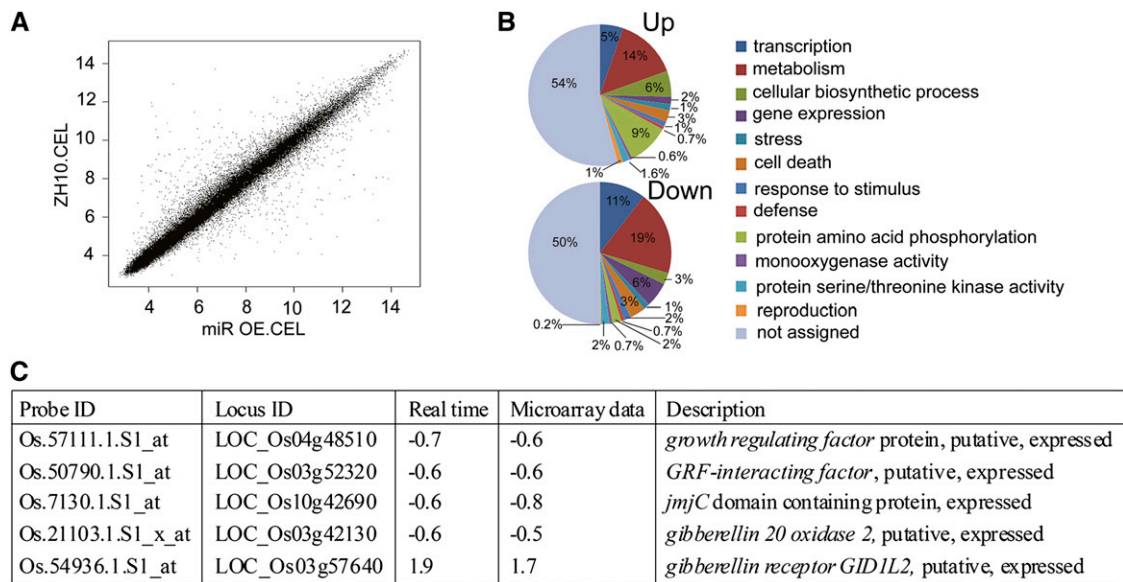 A
ZH10.CEL
14
12
10
8
6
4
4 6 8 10 12 14
miR OE.CEL
B
Up
5%
14%
6%
2%
1%
3%
1%
0.7%
9%
0.6%
1.6%
1%
54%
Down
11%
19%
3%
6%
1%
3%
2%
0.7%
2%
0.7%
2%
0.2%
50%
transcription
metabolism
cellular biosynthetic process
gene expression
stress
cell death
response to stimulus
defense
protein amino acid phosphorylation
monooxygenase activity
protein serine/threonine kinase activity
reproduction
not assigned
C
Probe ID Locus ID Real time Microarray data Description
Os.57111.1.S1_at LOC_Os04g48510 -0.7 -0.6 growth regulating factor protein, putative, expressed
Os.50790.1.S1_at LOC_Os03g52320 -0.6 -0.6 GRF-interacting factor, putative, expressed
Os.7130.1.S1_at LOC_Os10g42690 -0.6 -0.8 jmjC domain containing protein, expressed
Os.21103.1.S1_x_at LOC_Os03g42130 -0.6 -0.5 gibberellin 20 oxidase 2, putative, expressed
Os.54936.1.S1_at LOC_Os03g57640 1.9 1.7 gibberellin receptor GID1L2, putative, expressed